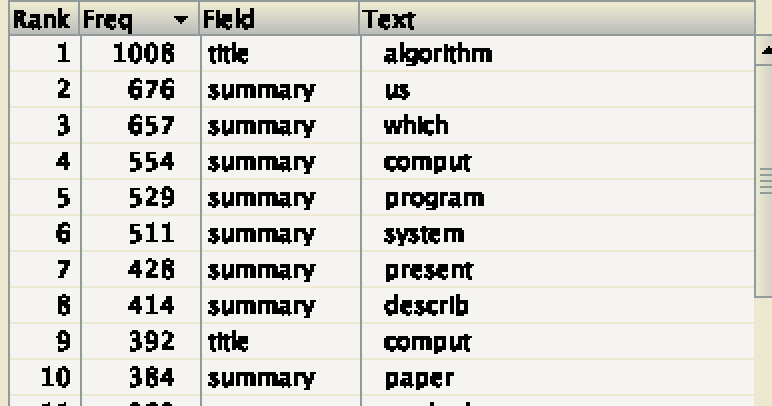 Rank Freq Field Text
1 1008 title algorithm
2 676 summary us
3 657 summary which
4 554 summary comput
5 529 summary program
6 511 summary system
7 428 summary present
8 414 summary describ
9 392 title comput
10 384 summary paper